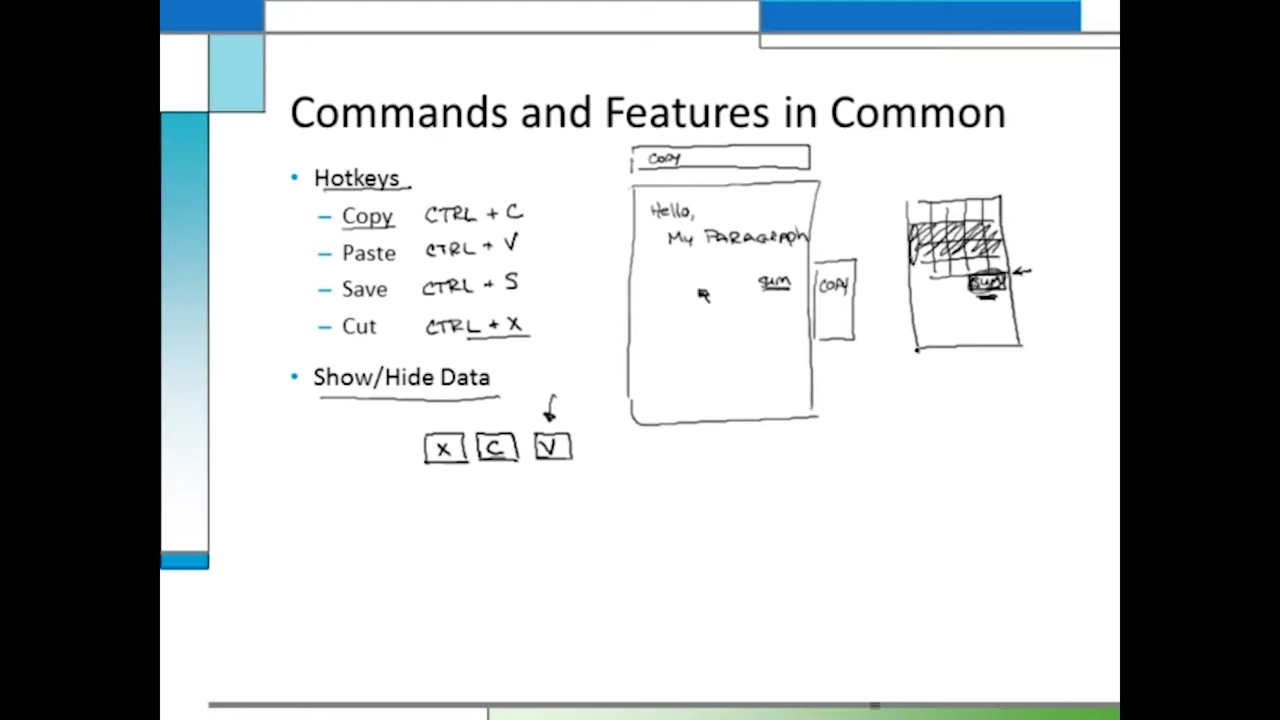 Commands and Features in Common
• Hotkeys
– Copy CTRL + C
– Paste CTRL + V
– Save CTRL + S
– Cut CTRL + X
• Show/Hide Data
X C V
COPY
Hello,
My PARAGRAPH
sum
COPY
sum